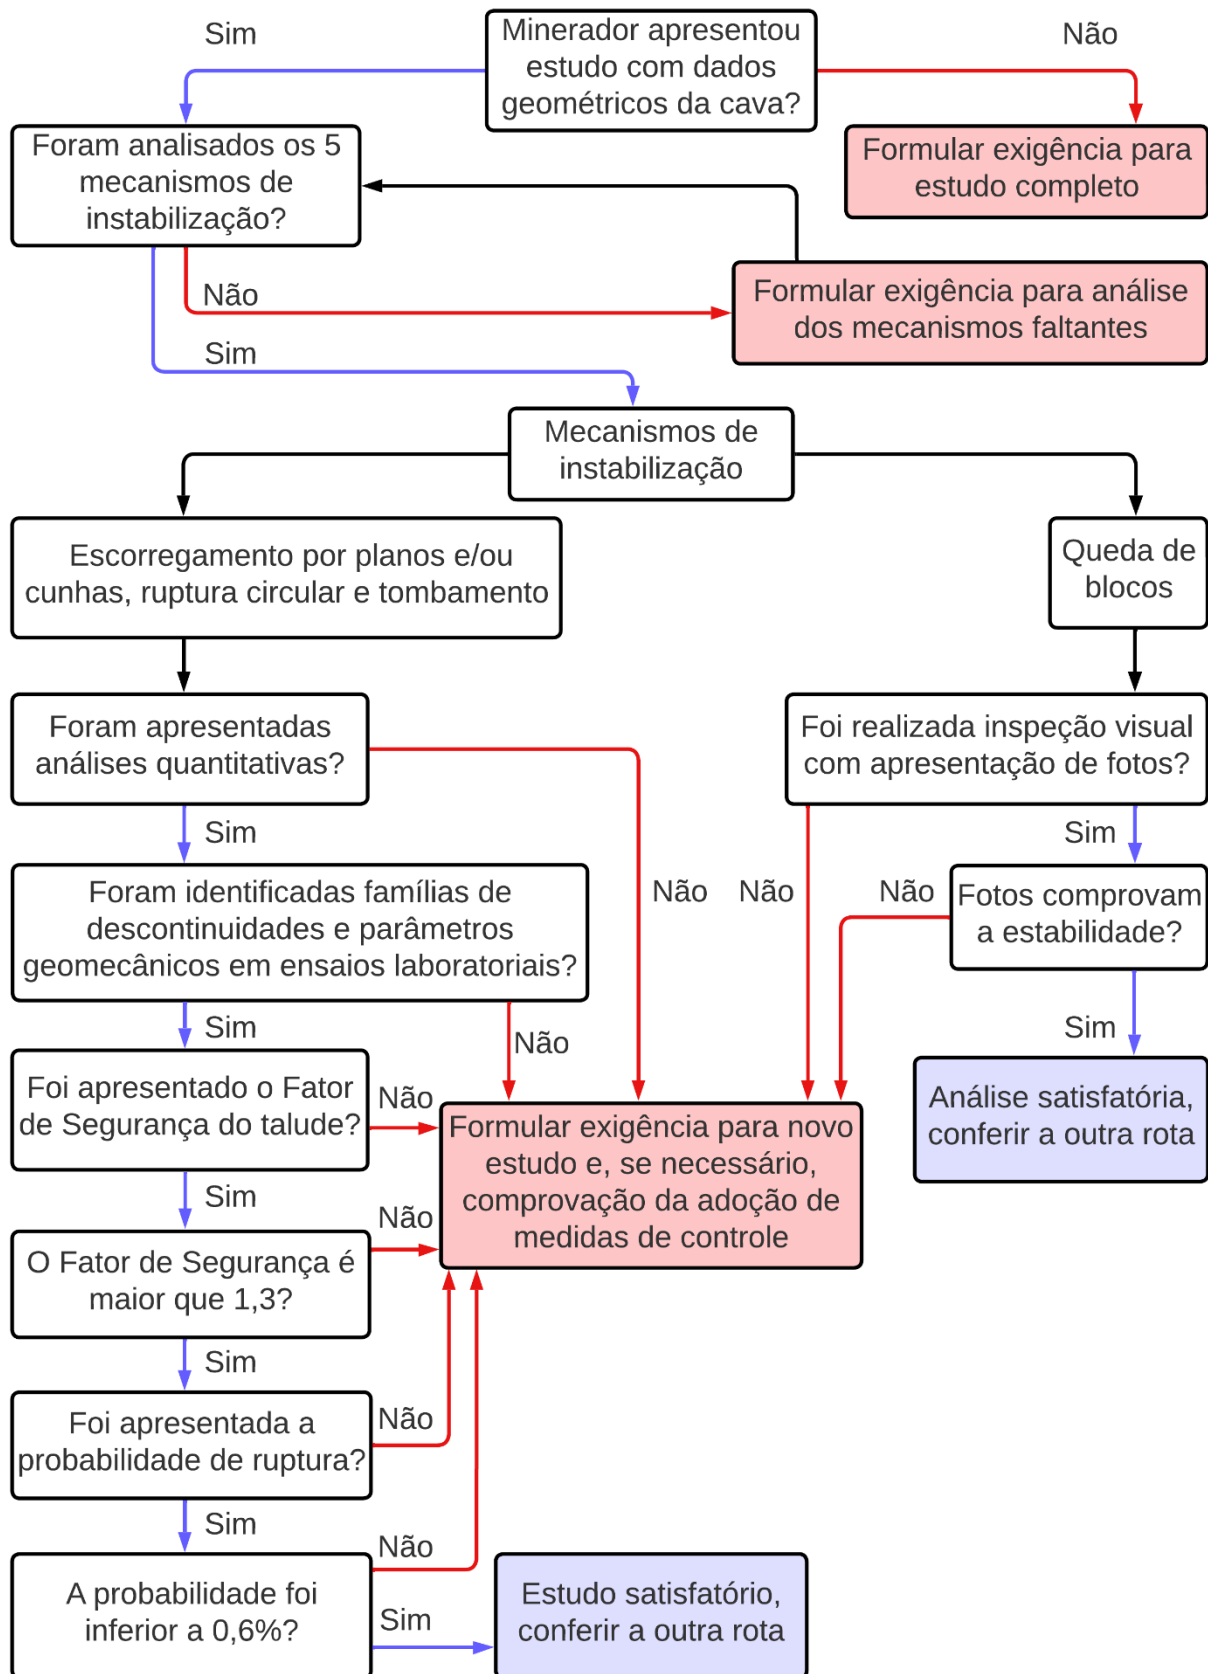 Sim
Minerador apresentou
estudo com dados
geométricos da cava?
Não
Foram analisados os 5
mecanismos de
instabilização?
Formular exigência para
estudo completo
Não
Formular exigência para análise
dos mecanismos faltantes
Sim
Mecanismos de
instabilização
Escorregamento por planos e/ou
cunhas, ruptura circular e tombamento
Queda de
blocos
Foram apresentadas
análises quantitativas?
Foi realizada inspeção visual
com apresentação de fotos?
Sim
Sim
Foram identificadas famílias de
descontinuidades e parâmetros
geomecânicos em ensaios laboratoriais?
Não
Não
Não
Fotos comprovam
a estabilidade?
Sim
Não
Sim
Foi apresentado o Fator
de Segurança do talude?
Não
Formular exigência para novo
estudo e, se necessário,
comprovação da adoção de
medidas de controle
Análise satisfatória,
conferir a outra rota
Sim
Não
O Fator de Segurança é
maior que 1,3?
Sim
Foi apresentada a
probabilidade de ruptura?
Não
Sim
Não
A probabilidade foi
inferior a 0,6%?
Sim
Estudo satisfatório,
conferir a outra rota